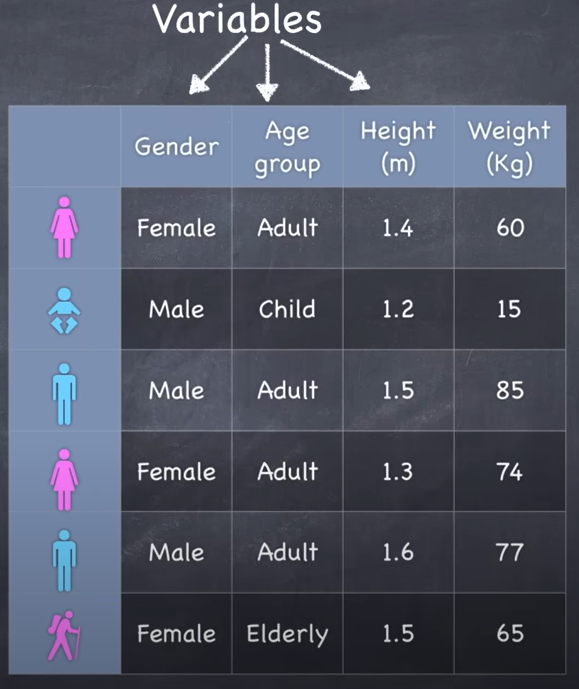 Variables
Gender Age group Height (m) Weight (Kg)
Female Adult 1.4 60
Male Child 1.2 15
Male Adult 1.5 85
Female Adult 1.3 74
Male Adult 1.6 77
Female Elderly 1.5 65